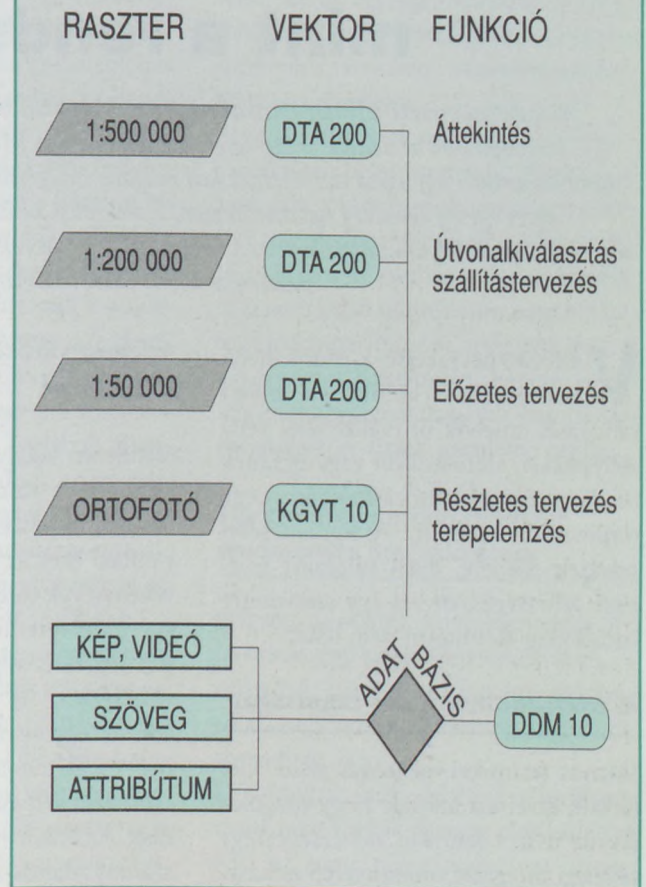 RASZTER VEKTOR FUNKCIÓ
1:500 000 DTA 200 Áttekintés
1:200 000 DTA 200 Útvonalkiválasztás
szállítástervezés
1:50 000 DTA 200 Előzetes tervezés
ORTOFOTÓ KGYT 10 Részletes tervezés
terepelemzés
KÉP, VIDEÓ
SZÖVEG
ATTRIBÚTUM
ADAT BÁZIS
DDM 10